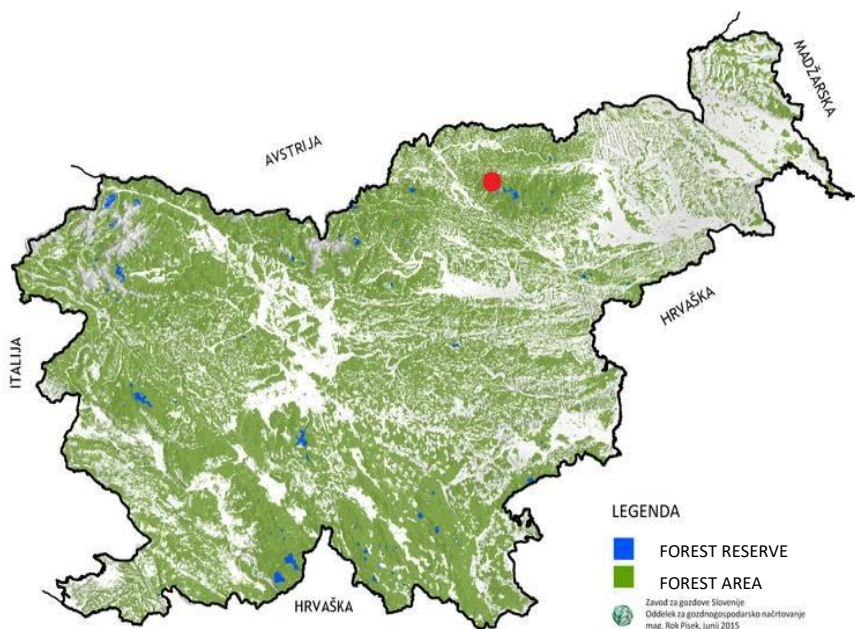 MADŽARSKA
AVSTRIJA
HRVAŠKA
ITALIJA
LEGENDA
FOREST RESERVE
FOREST AREA
HRVAŠKA
Zavod za gozdove Slovenije
Oddelek za gozdnogospodarsko načrtovanje
mag. Rok Pisek, junij 2015